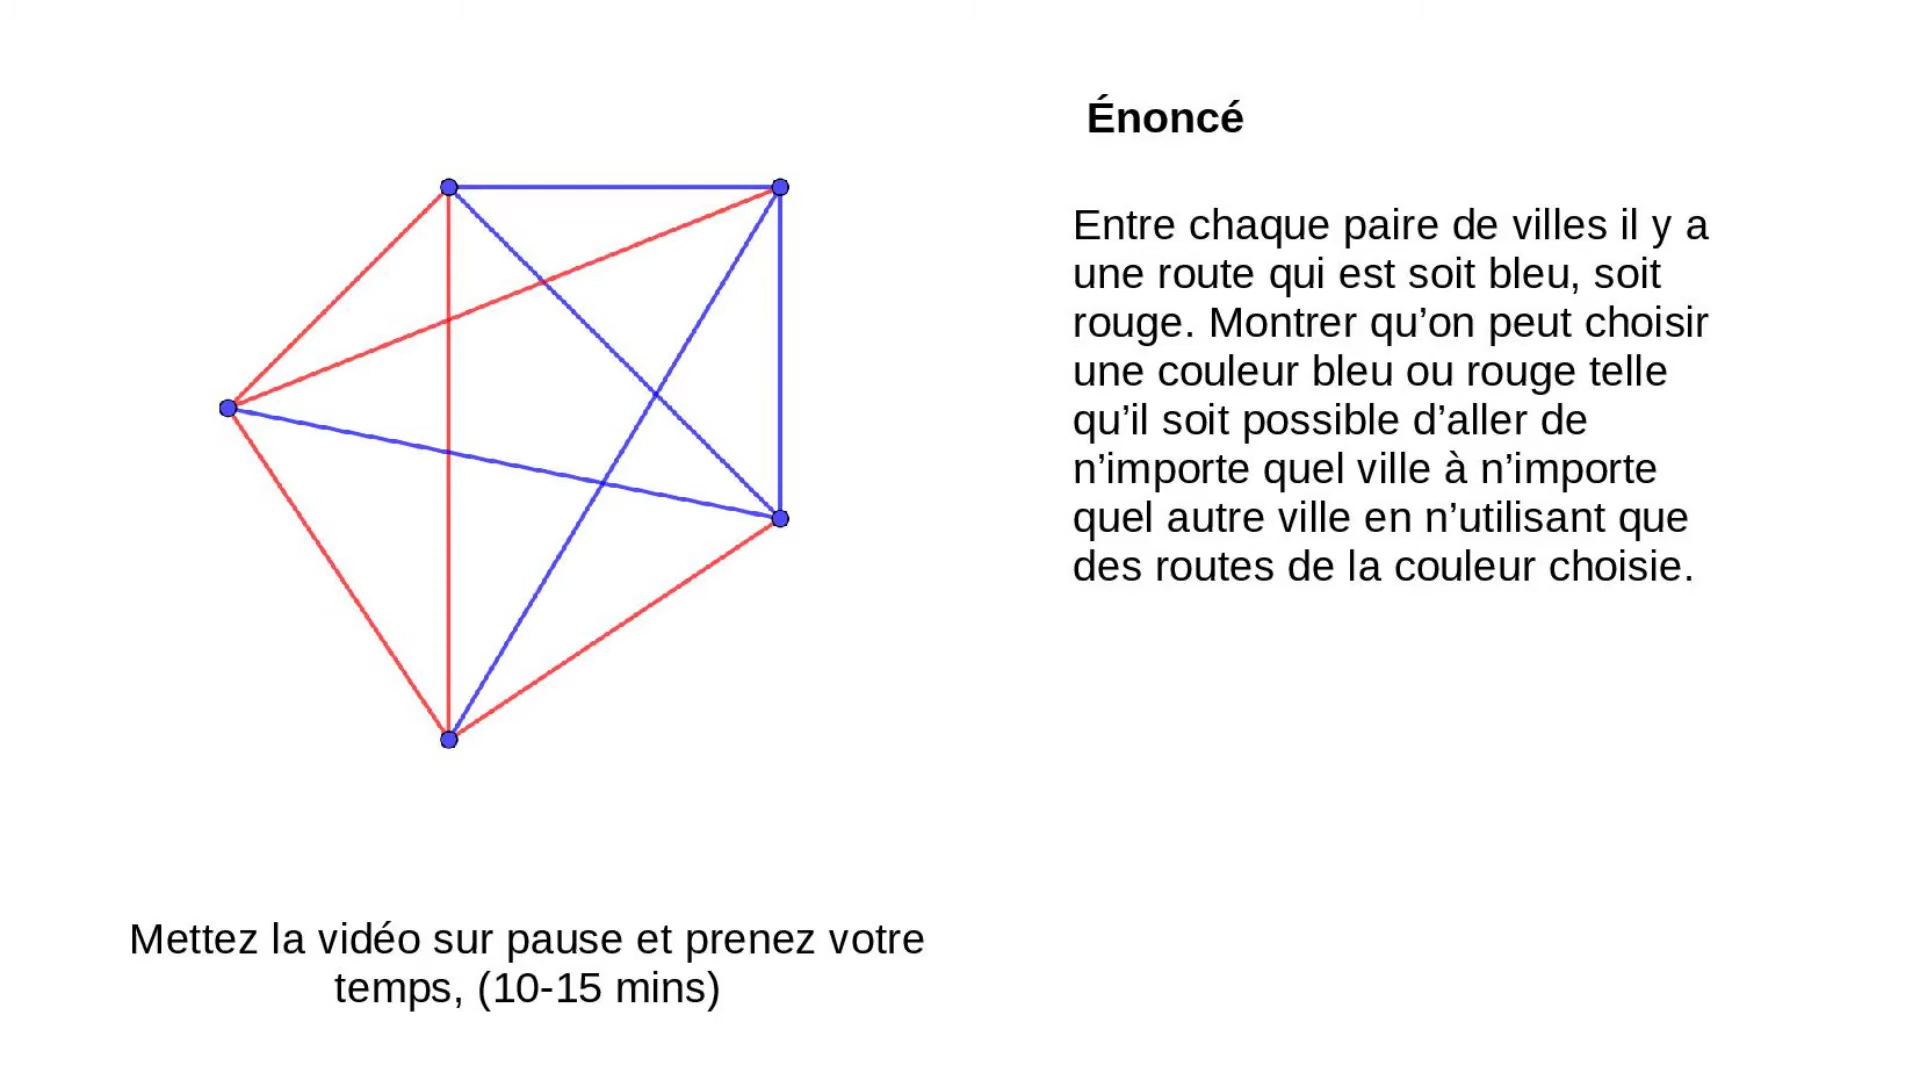 Énoncé
Entre chaque paire de villes il y a
une route qui est soit bleu, soit
rouge. Montrer qu’on peut choisir
une couleur bleu ou rouge telle
qu’il soit possible d’aller de
n’importe quel ville à n’importe
quel autre ville en n’utilisant que
des routes de la couleur choisie.
Mettez la vidéo sur pause et prenez votre
temps, (10-15 mins)